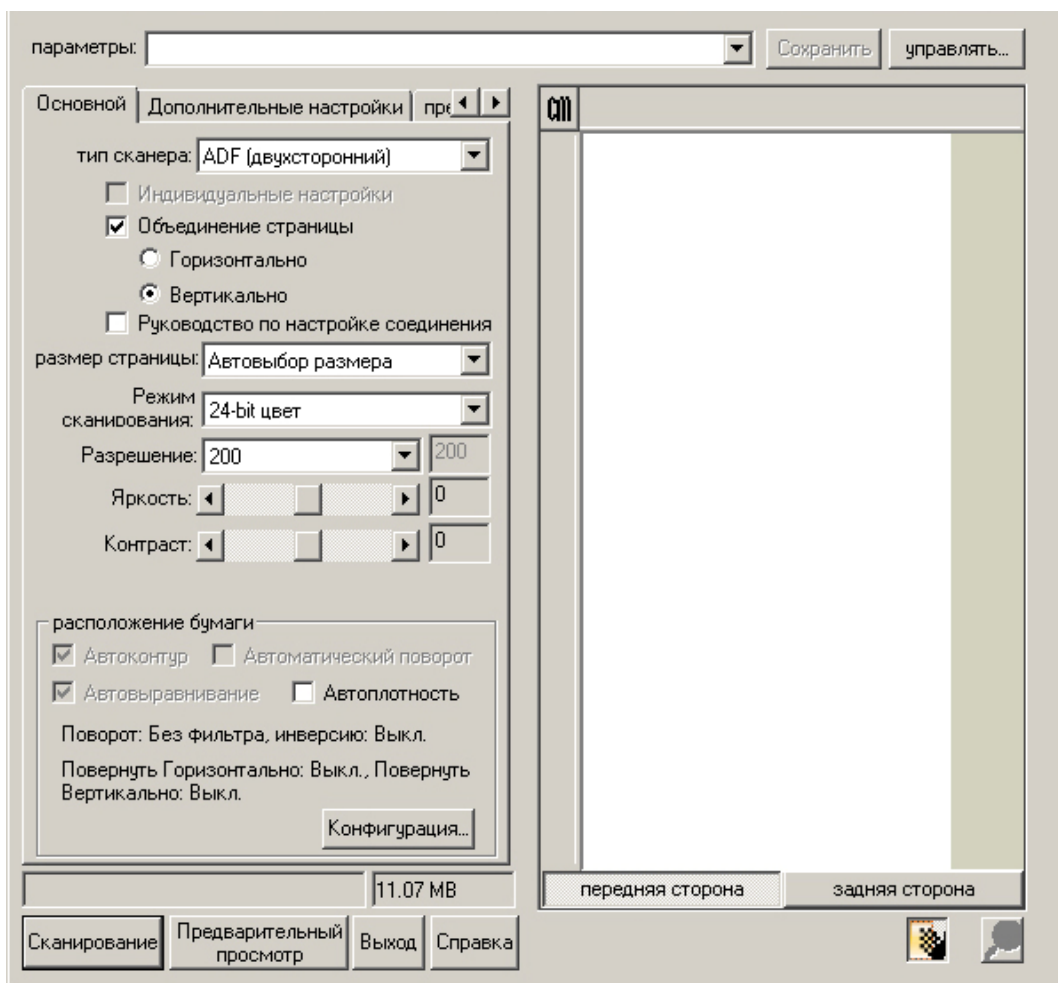 параметры:
Сохранить
управлять...
Основной
Дополнительные настройки
тип сканера: ADF (двухсторонний)
Индивидуальные настройки
Объединение страницы
Горизонтально
Вертикально
Руководство по настройке соединения
размер страницы: Автовыбор размера
Режим
сканирования: 24-bit цвет
Разрешение: 200 200
Яркость: 0
Контраст: 0
расположение бумаги
Автоконтур Автоматический поворот
Автовыравнивание Автоплотность
Поворот: Без фильтра, инверсию: Выкл.
Повернуть Горизонтально: Выкл., Повернуть
Вертикально: Выкл.
Конфигурация...
11.07 MB
Сканирование
Предварительный
просмотр
Выход
Справка
передняя сторона
задняя сторона